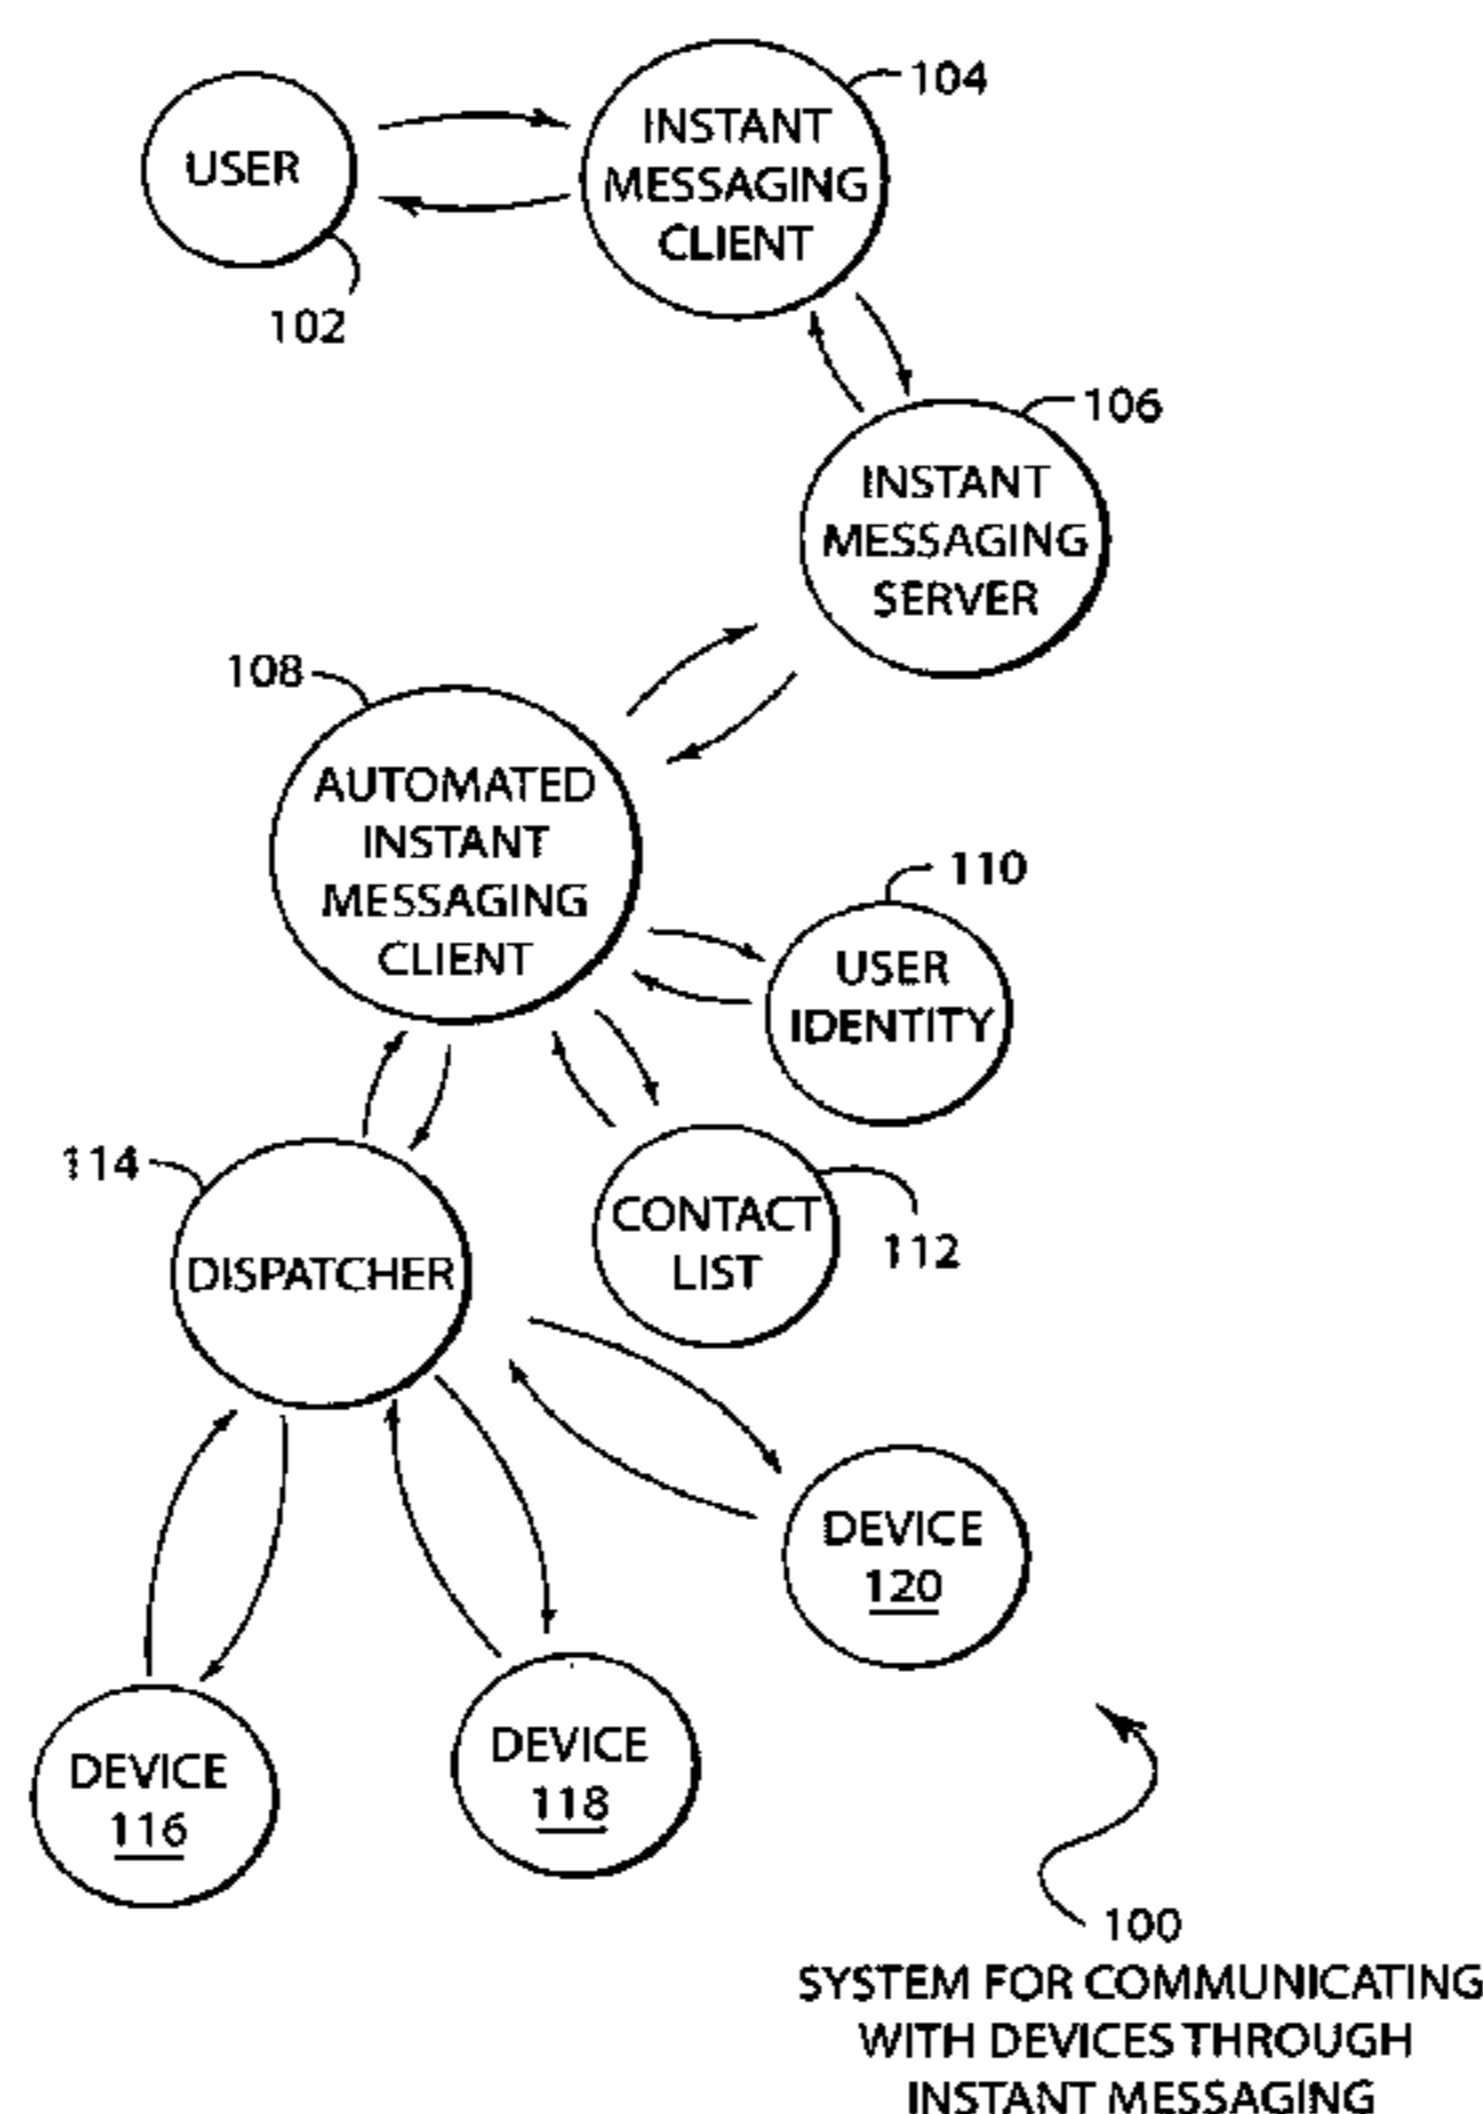 104
USER
INSTANT
MESSAGING
CLIENT
102
106
INSTANT
MESSAGING
SERVER
108
AUTOMATED
INSTANT
MESSAGING
CLIENT
110
USER
IDENTITY
114
DISPATCHER
CONTACT
LIST
112
DEVICE
120
DEVICE
118
DEVICE
116
100
SYSTEM FOR COMMUNICATING
WITH DEVICES THROUGH
INSTANT MESSAGING